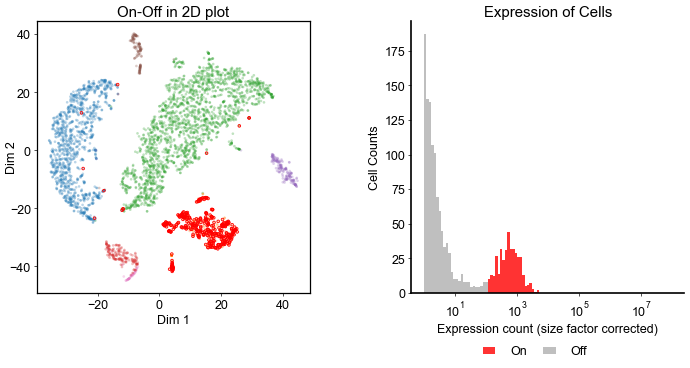 On-Off in 2D plot
40
20
0
−20
−40
Dim 2
−20
0
20
40
Dim 1
Expression of Cells
175
150
125
100
75
50
25
0
Cell Counts
10^1
10^3
10^5
10^7
Expression count (size factor corrected)
On
Off